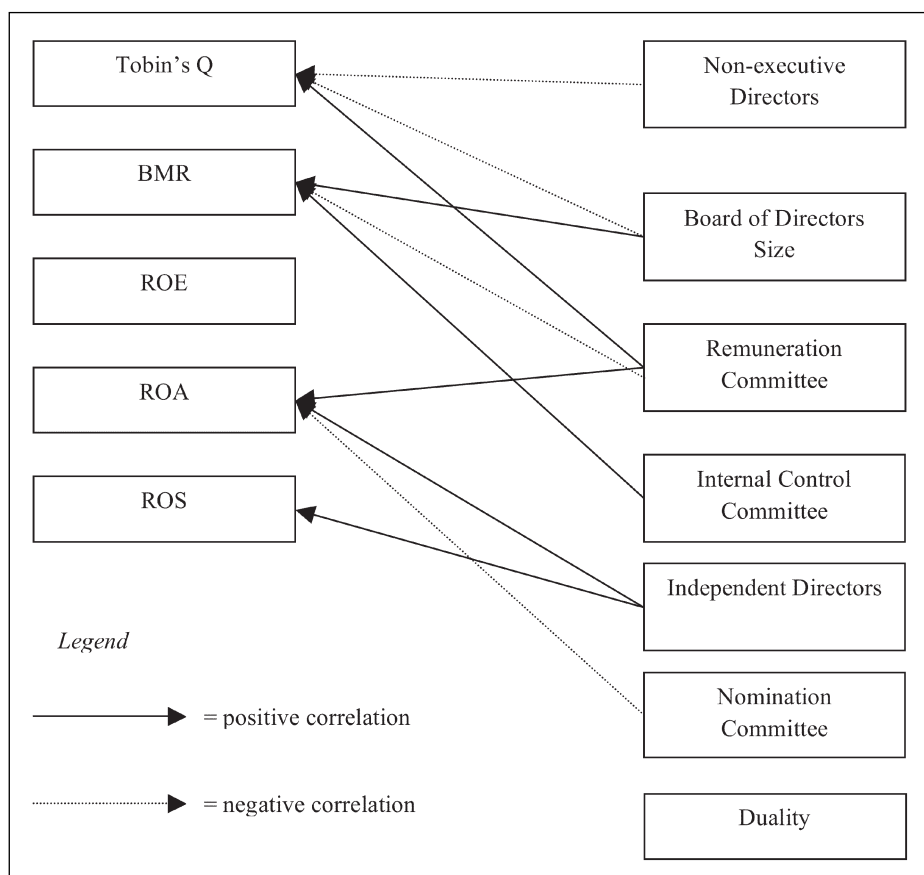 Tobin's Q
BMR
ROE
ROA
ROS
Non-executive
Directors
Board of Directors
Size
Remuneration
Committee
Internal Control
Committee
Independent Directors
Nomination
Committee
Duality
Legend
= positive correlation
= negative correlation